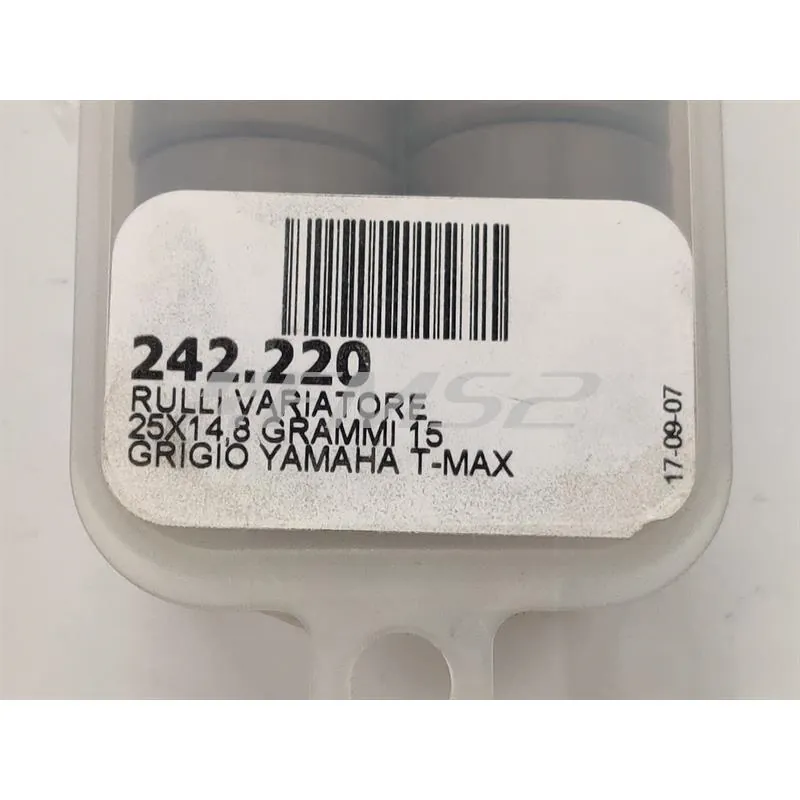 242.220
RULLI VARIATORE
25X14,8 GRAMMI 15
GRIGIO YAMAHA T-MAX
17-09-07